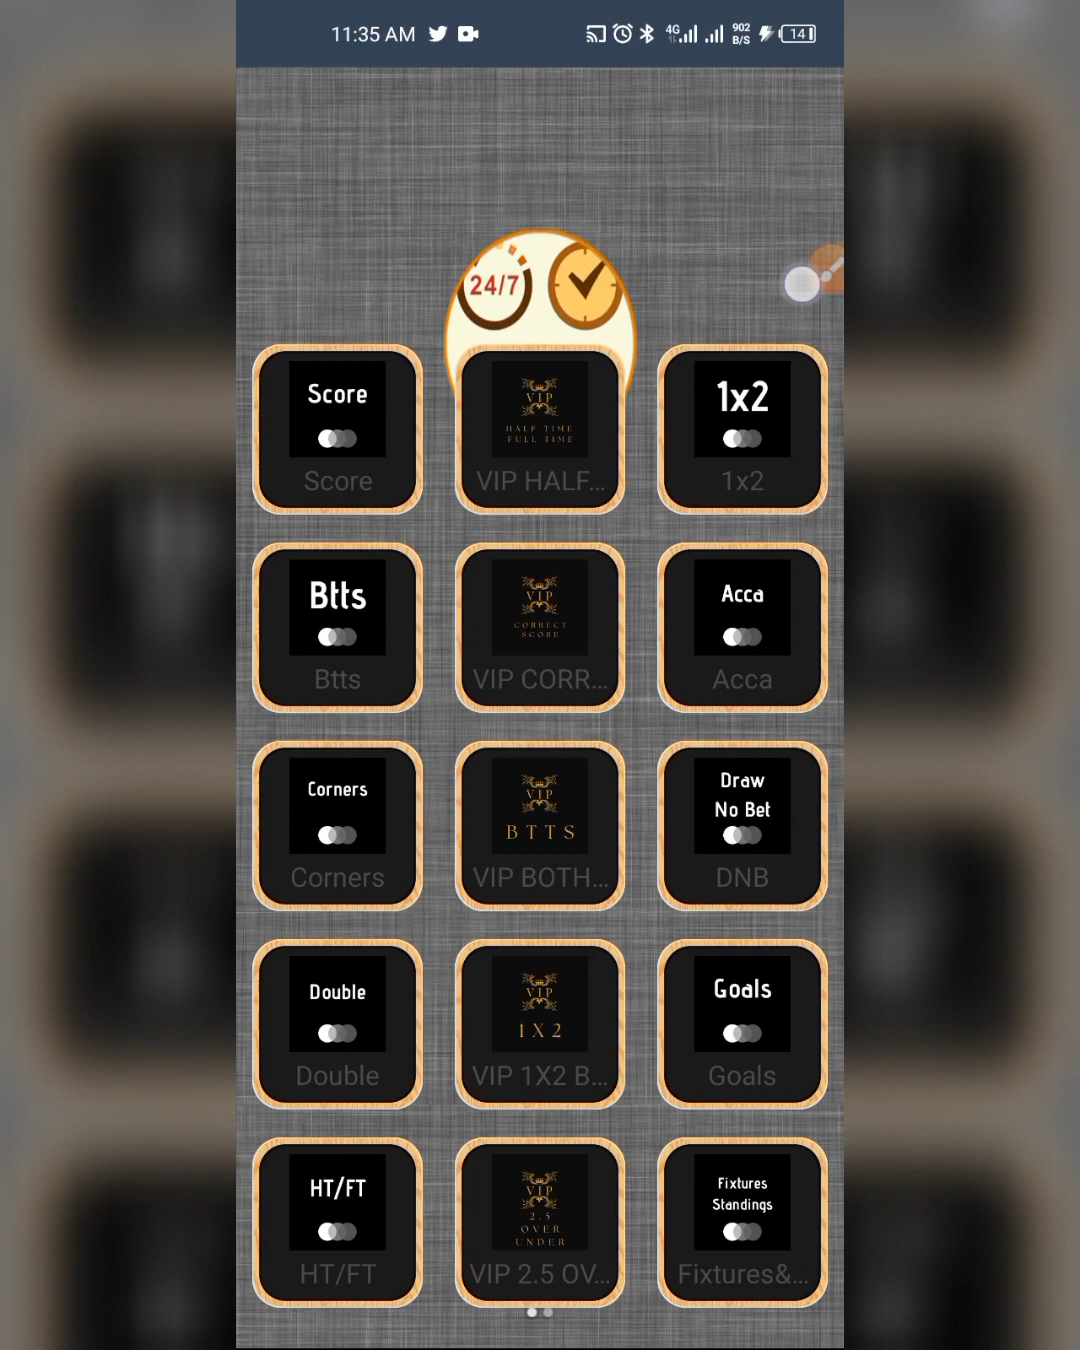 11:35 AM
4G
902
B/S
14
24/7
Score
Score
VIP
HALF TIME
FULL TIME
VIP HALF...
1x2
1x2
Btts
Btts
VIP
CORRECT
SCORE
VIP CORR...
Acca
Acca
Corners
Corners
VIP
BTTS
VIP BOTH...
Draw
No Bet
DNB
Double
Double
VIP
1X2
VIP 1X2 B...
Goals
Goals
HT/FT
HT/FT
VIP
2.5
OVER
UNDER
VIP 2.5 OV...
Fixtures
Standings
Fixtures&...